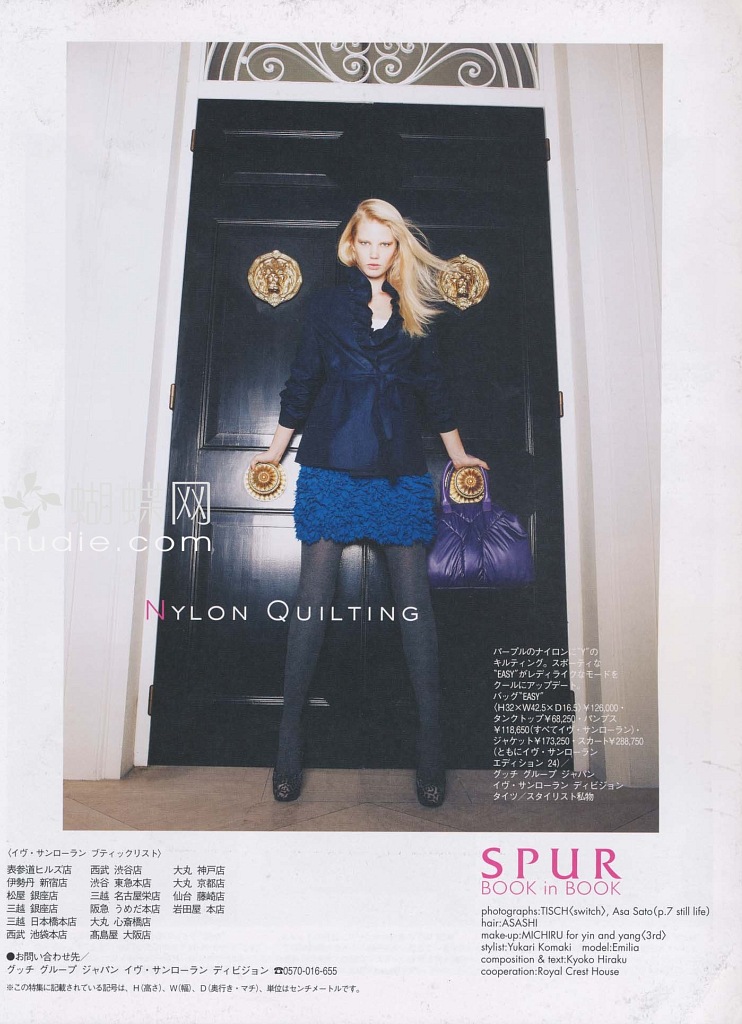 蝴蝶网
hudie.com
NYLON QUILTING
パープルのナイロンに"Y"の
キルティング。スポーティな
"EASY"がレディライクなモードを
クールにアップデート。
バッグ"EASY"
〈H32×W42.5×D16.5〉¥126,000・
タンクトップ¥68,250・パンプス
¥118,650(すべてイヴ・サンローラン)・
ジャケット¥173,250・スカート¥288,750
(ともにイヴ・サンローラン
エディション 24)/
グッチ グループ ジャパン
イヴ・サンローラン ディビジョン
タイツ/スタイリスト私物
〈イヴ・サンローラン ブティックリスト〉
表参道ヒルズ店 西武 渋谷店 大丸 神戸店
伊勢丹 新宿店 渋谷 東急本店 大丸 京都店
松屋 銀座店 三越 名古屋栄店 仙台 藤崎店
三越 銀座店 阪急 うめだ本店 岩田屋 本店
三越 日本橋本店 大丸 心斎橋店
西武 池袋本店 髙島屋 大阪店
●お問い合わせ先/
グッチ グループ ジャパン イヴ・サンローラン ディビジョン ☎0570-016-655
※この特集に記載されている記号は、H(高さ)、W(幅)、D(奥行き・マチ)、単位はセンチメートルです。
SPUR
BOOK in BOOK
photographs:TISCH〈switch〉, Asa Sato(p.7 still life)
hair:ASASHI
make-up:MICHIRU for yin and yang〈3rd〉
stylist:Yukari Komaki model:Emilia
composition & text:Kyoko Hiraku
cooperation:Royal Crest House